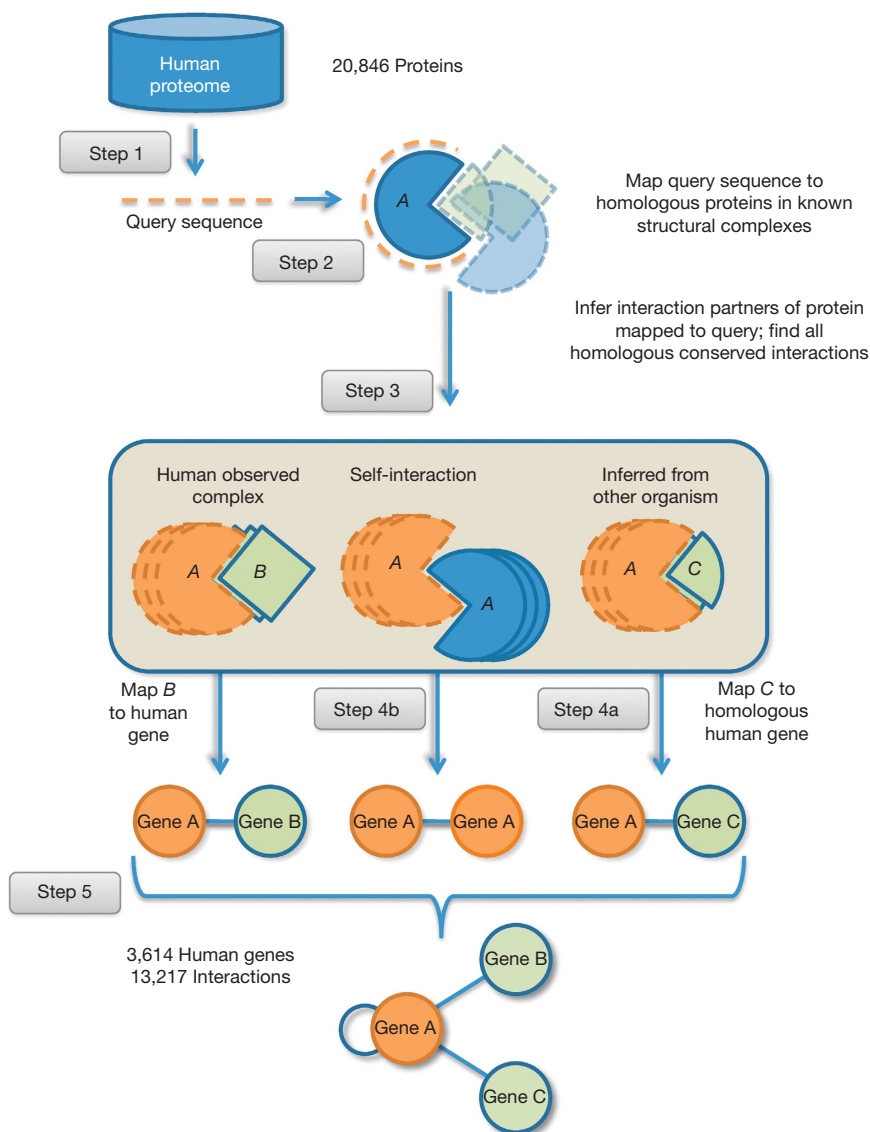 Human
proteome
20,846 Proteins
Step 1
Query sequence
A
Map query sequence to
homologous proteins in known
structural complexes
Step 2
Infer interaction partners of protein
mapped to query; find all
homologous conserved interactions
Step 3
Human observed
complex
Self-interaction
Inferred from
other organism
A
B
A
A
A
C
Map B
to human
gene
Step 4b
Step 4a
Map C to
homologous
human gene
Gene A
Gene B
Gene A
Gene A
Gene A
Gene C
Step 5
3,614 Human genes
13,217 Interactions
Gene B
Gene A
Gene C